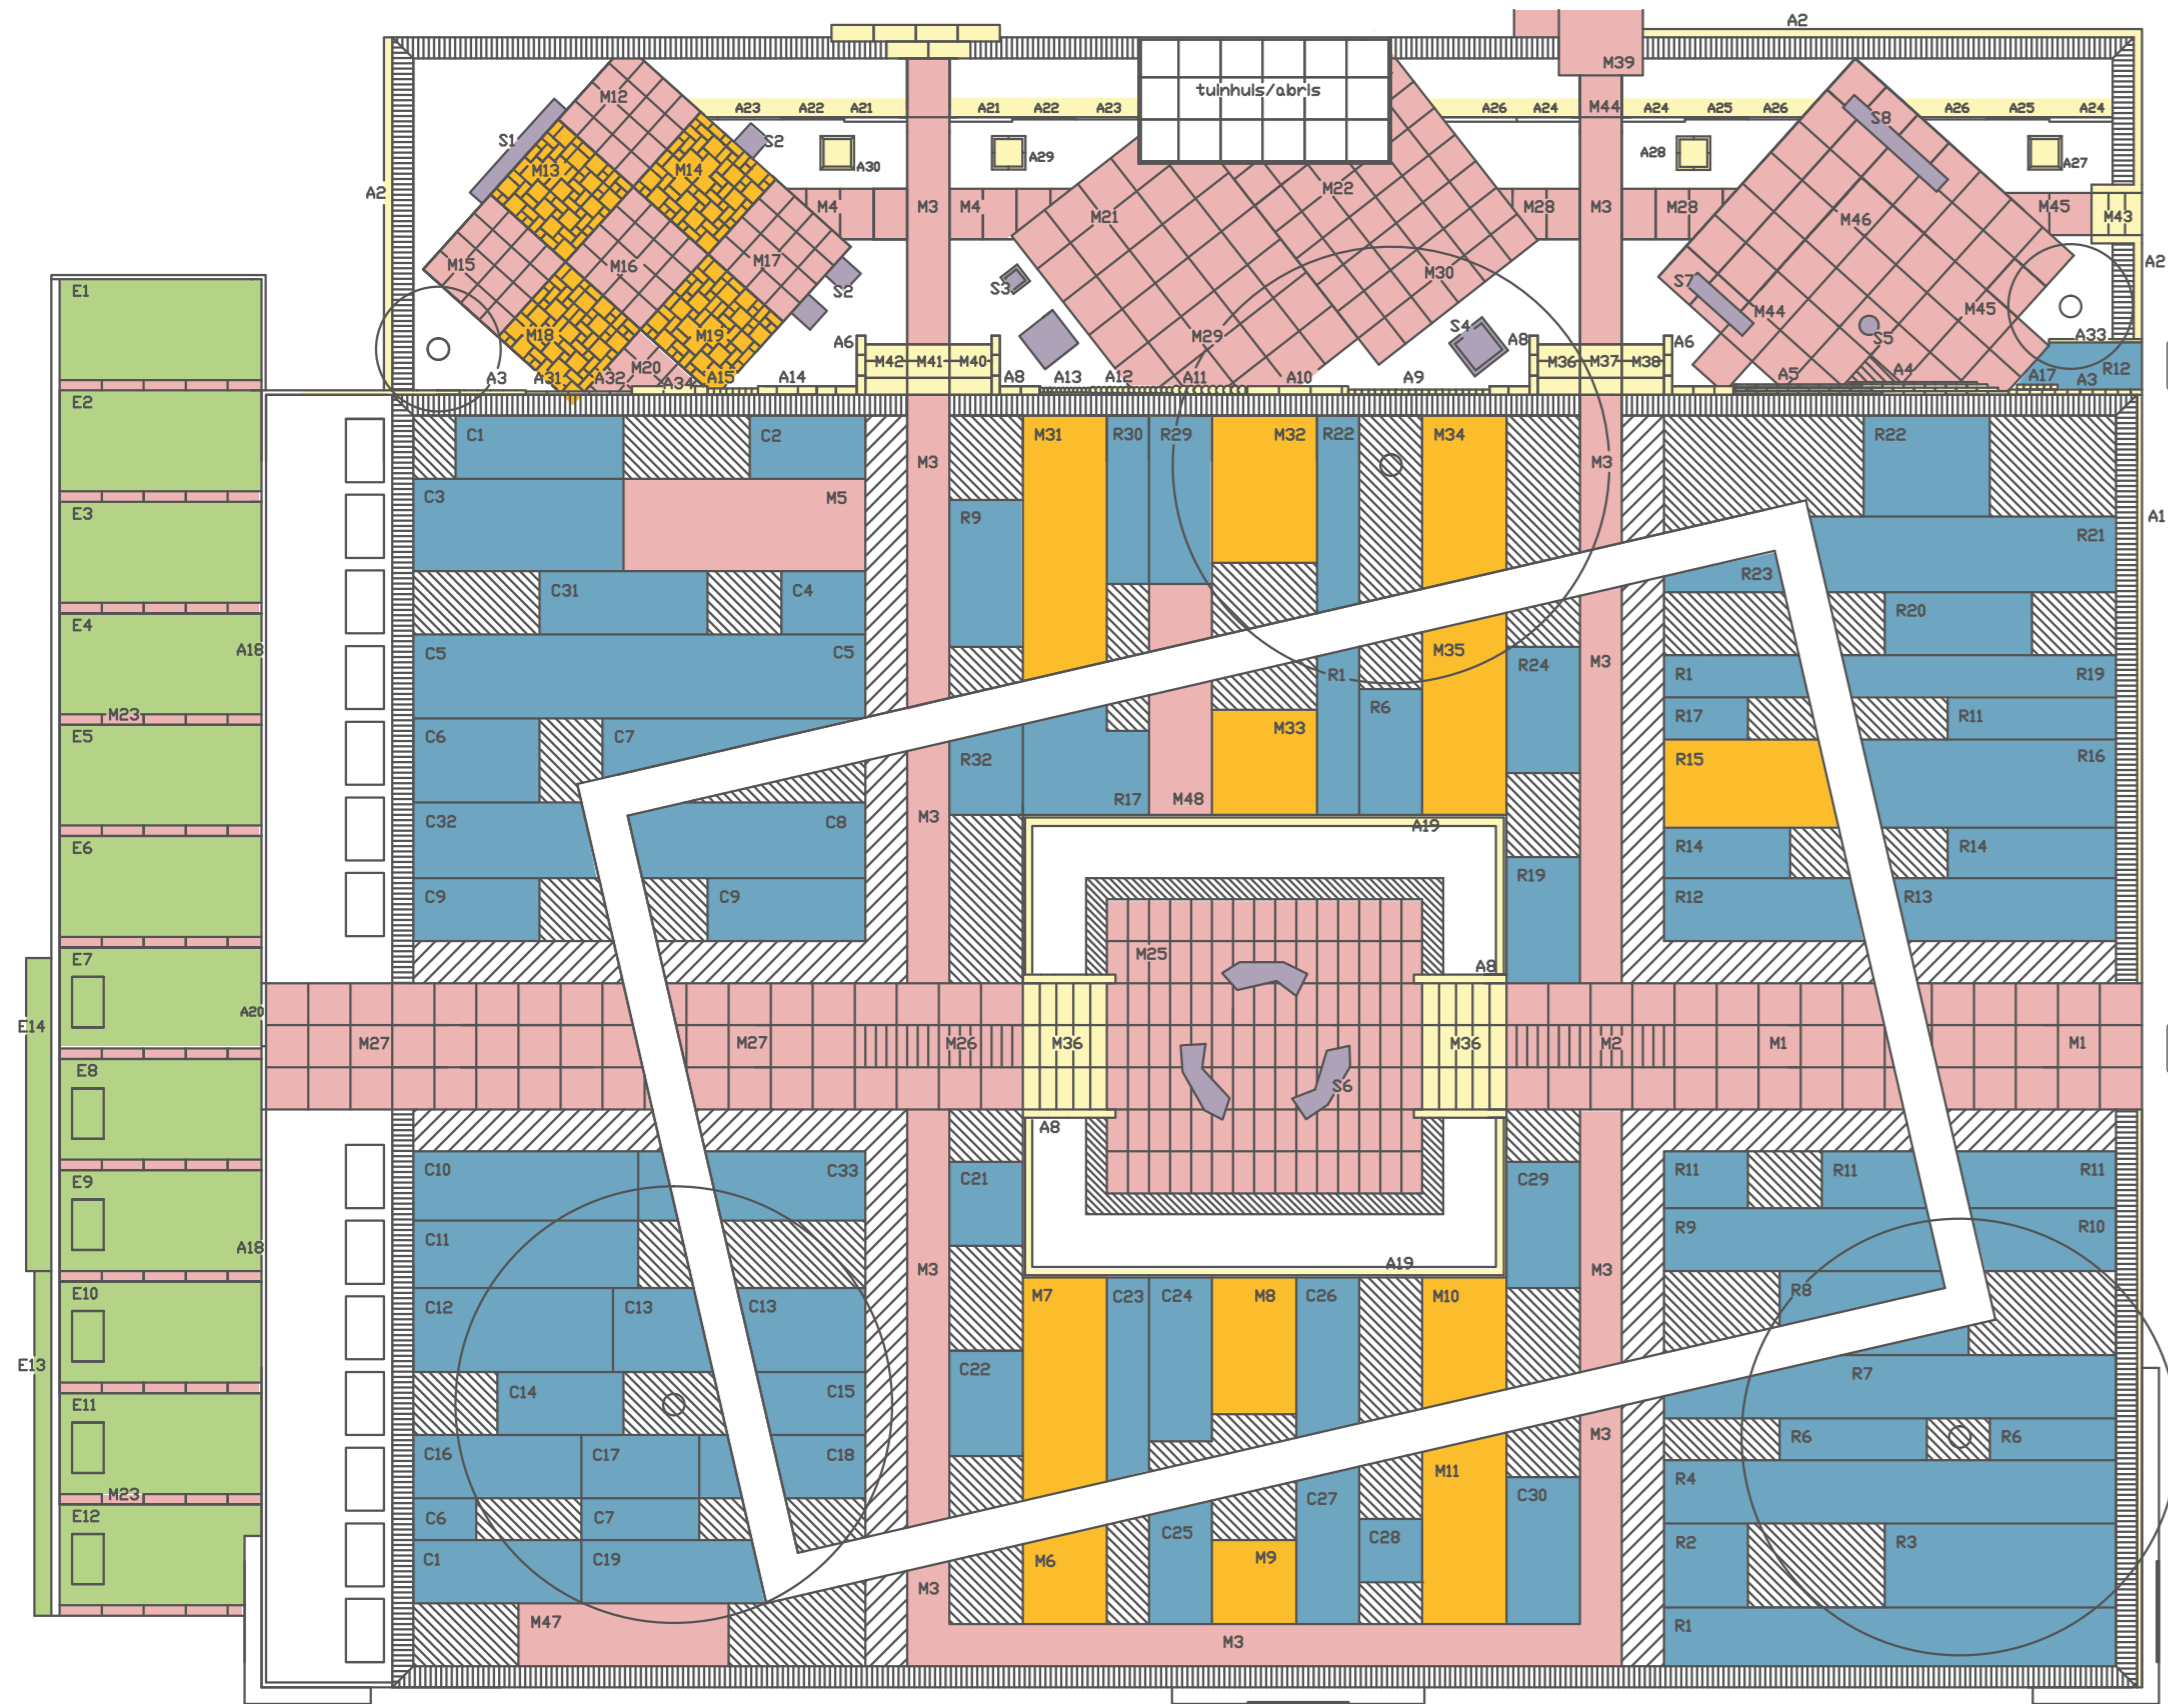 A2
M39
M12
tuinhuis/abris
A23 A22 A21 A21 A22 A23 A26 A24 M44 A24 A25 A26 A26 A25 A24
S8
S1 S2
M13 M14 A30 A29 A28 A27
A2
M22
M4 M3 M4 M21 M28 M3 M28 M46 M45 M43
M15 M16 M17 M30 A2
E1 S2 S3 S7
M44 M45
M18 M19 M29 S4 S5
A6 A8 A6 A33
M42 M41 M40 M36 M37 M38
M20 R12
A3 A31 A32 A34 A15 A14 A8 A13 A12 A11 A10 A9 A5 A4 A17 A3
E2
C1 C2 M31 R30 R29 M32 R22 M34 R22
M3 M3
C3 M5
E3 R9 A1
R21
R23
C31 C4
E4 R20
A18 C5 C5 M35
M3 R24
R1 R1 R19
M23 R6 R17 R11
E5 C6 C7 M33
R32 R15 R16
R17 M48
C32 C8 M3 A19
E6 R14 R14
R19
C9 C9 R12 R13
E7 M25
A8
E14 A20
M27 M27 M26 M36 M36 M2 M1 M1
E8 S6
A8
C10 C33 R11 R11 R11
E9 C21 C29
C11 R9 R10
A18
M3 A19 M3
E10 R8
C12 C13 C13 M7 C23 C24 M8 C26 M10
E13 C22 R7
C14 C15
E11
M3 R6 R6
C16 C17 C18 M11
R4
M23 C27 C30
E12 C6 C7
C25 C28 R2 R3
C1 C19 M6 M9
M3
M47 R1
M3